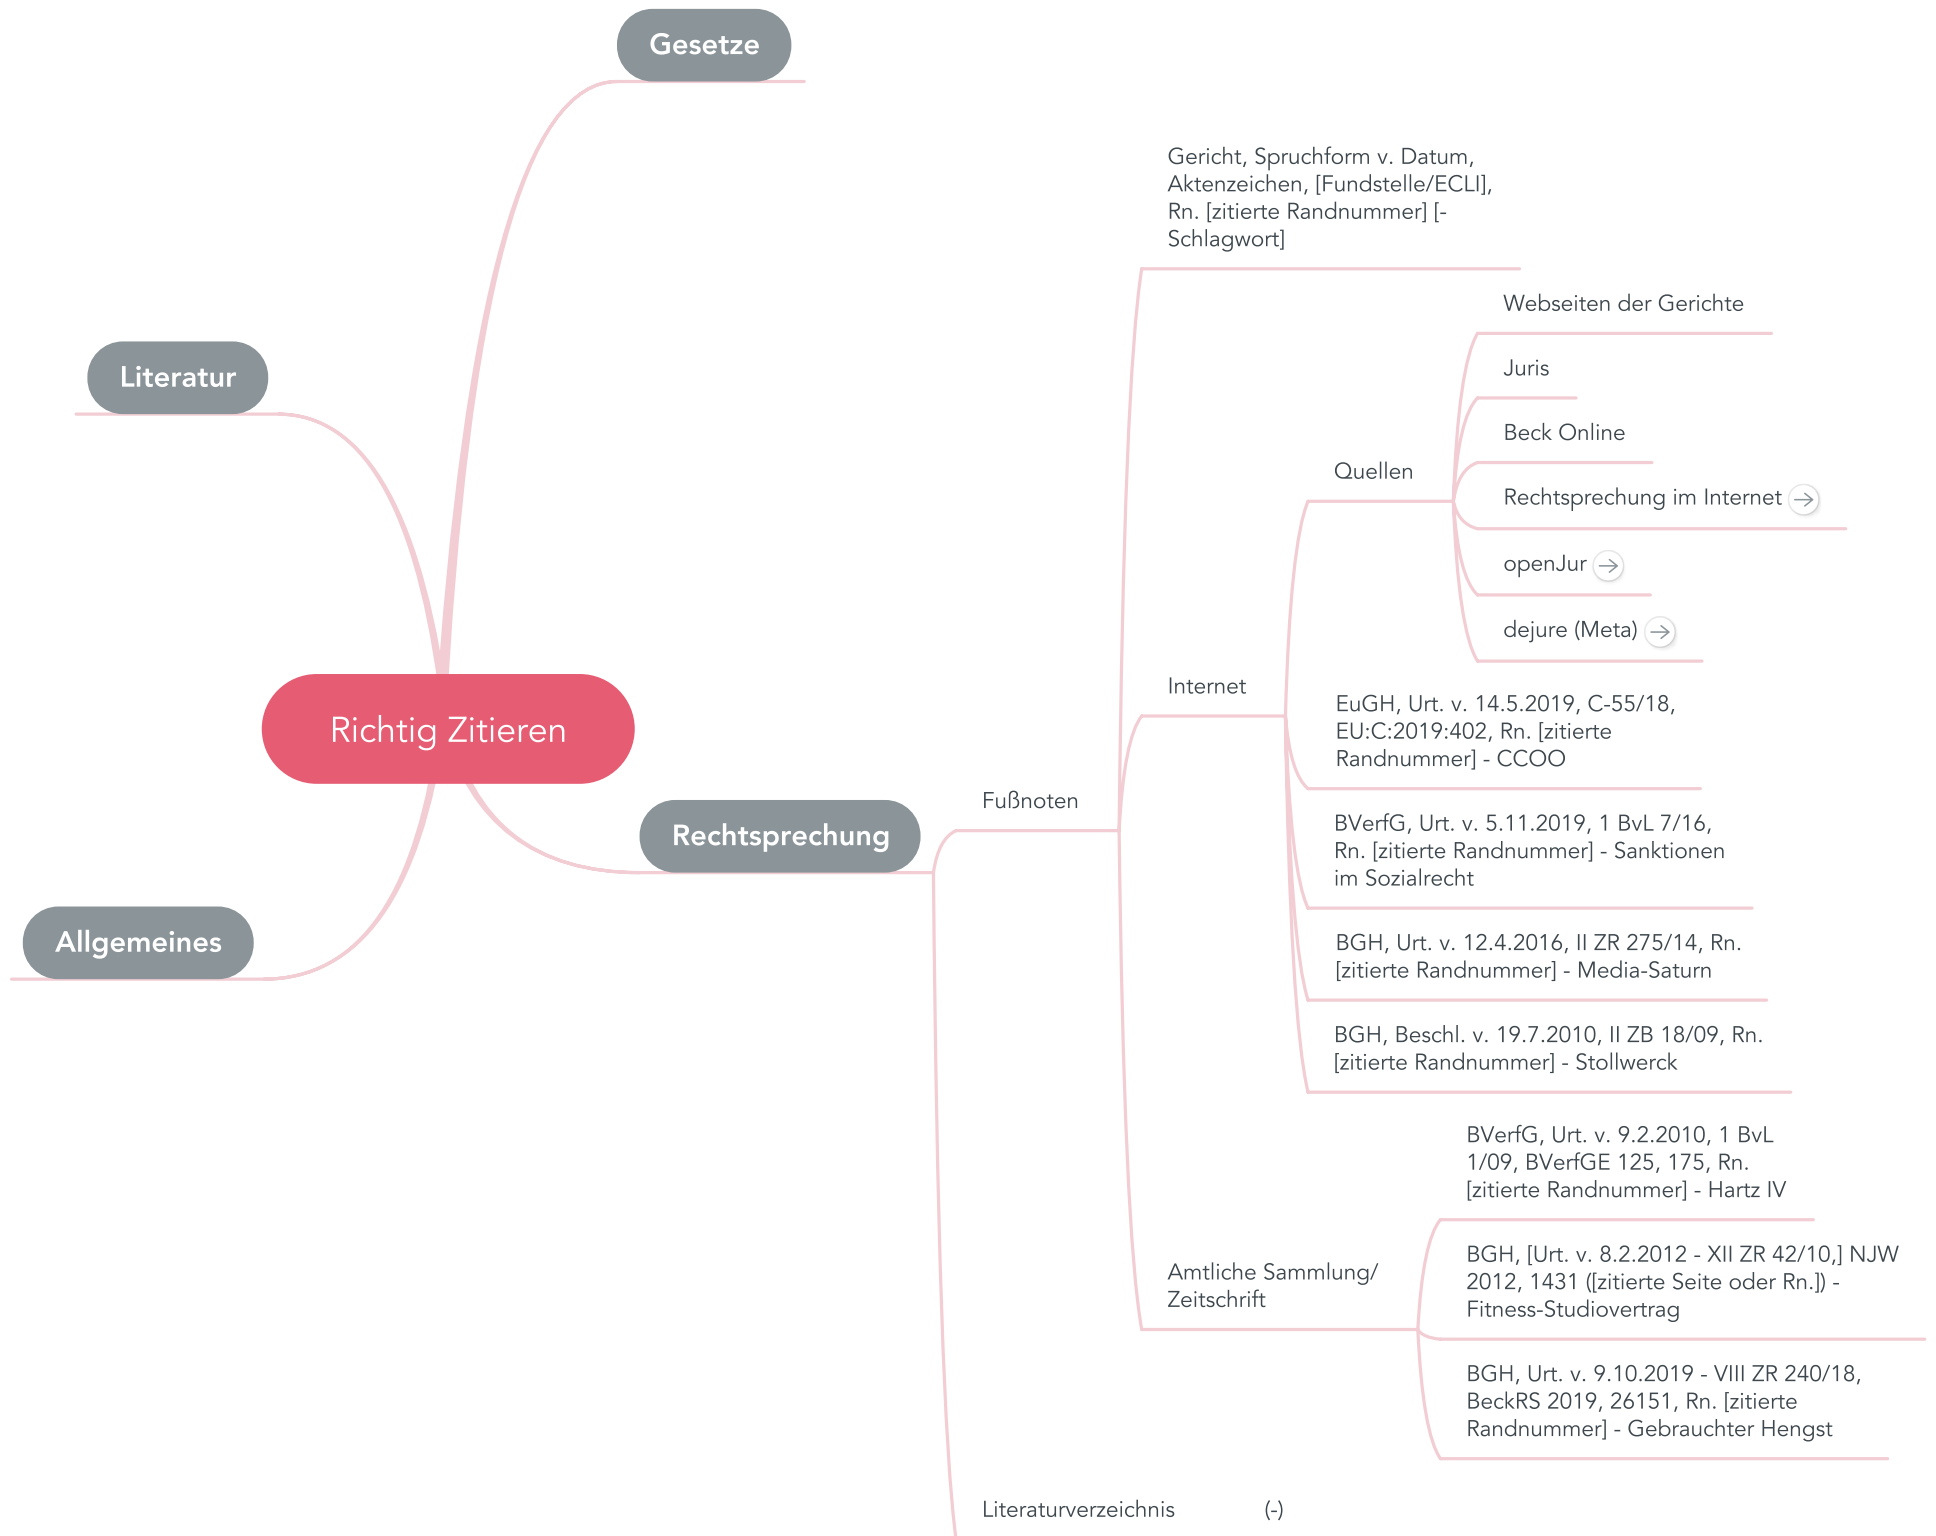 Gesetze
Literatur
Richtig Zitieren
Allgemeines
Rechtsprechung
Fußnoten
Gericht, Spruchform v. Datum,
Aktenzeichen, [Fundstelle/ECLI],
Rn. [zitierte Randnummer] [-
Schlagwort]
Internet
Quellen
Webseiten der Gerichte
Juris
Beck Online
Rechtsprechung im Internet
openJur
dejure (Meta)
EuGH, Urt. v. 14.5.2019, C-55/18,
EU:C:2019:402, Rn. [zitierte
Randnummer] - CCOO
BVerfG, Urt. v. 5.11.2019, 1 BvL 7/16,
Rn. [zitierte Randnummer] - Sanktionen
im Sozialrecht
BGH, Urt. v. 12.4.2016, II ZR 275/14, Rn.
[zitierte Randnummer] - Media-Saturn
BGH, Beschl. v. 19.7.2010, II ZB 18/09, Rn.
[zitierte Randnummer] - Stollwerck
Amtliche Sammlung/
Zeitschrift
BVerfG, Urt. v. 9.2.2010, 1 BvL
1/09, BVerfGE 125, 175, Rn.
[zitierte Randnummer] - Hartz IV
BGH, [Urt. v. 8.2.2012 - XII ZR 42/10,] NJW
2012, 1431 ([zitierte Seite oder Rn.]) -
Fitness-Studiovertrag
BGH, Urt. v. 9.10.2019 - VIII ZR 240/18,
BeckRS 2019, 26151, Rn. [zitierte
Randnummer] - Gebrauchter Hengst
Literaturverzeichnis (-)